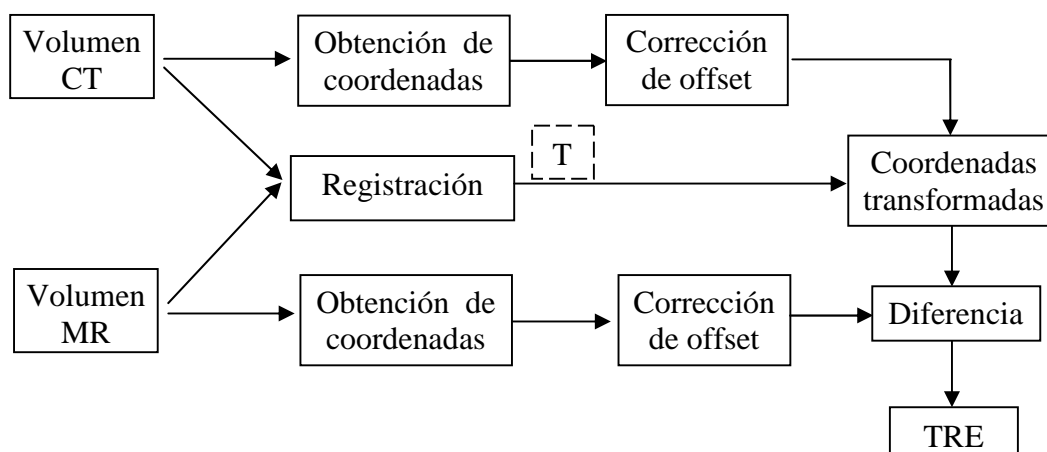 Volumen
CT
Obtención de
coordenadas
Corrección
de offset
T
Registración
Coordenadas
transformadas
Volumen
MR
Obtención de
coordenadas
Corrección
de offset
Diferencia
TRE